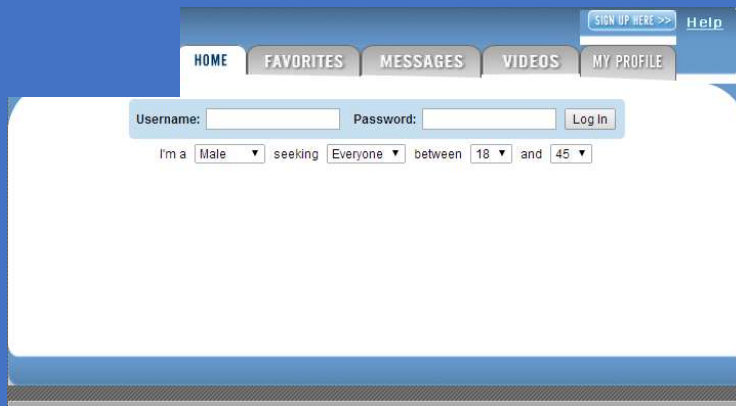 SIGN UP HERE >> Help
HOME FAVORITES MESSAGES VIDEOS MY PROFILE
Username: Password: Log In
I'm a Male seeking Everyone between 18 and 45